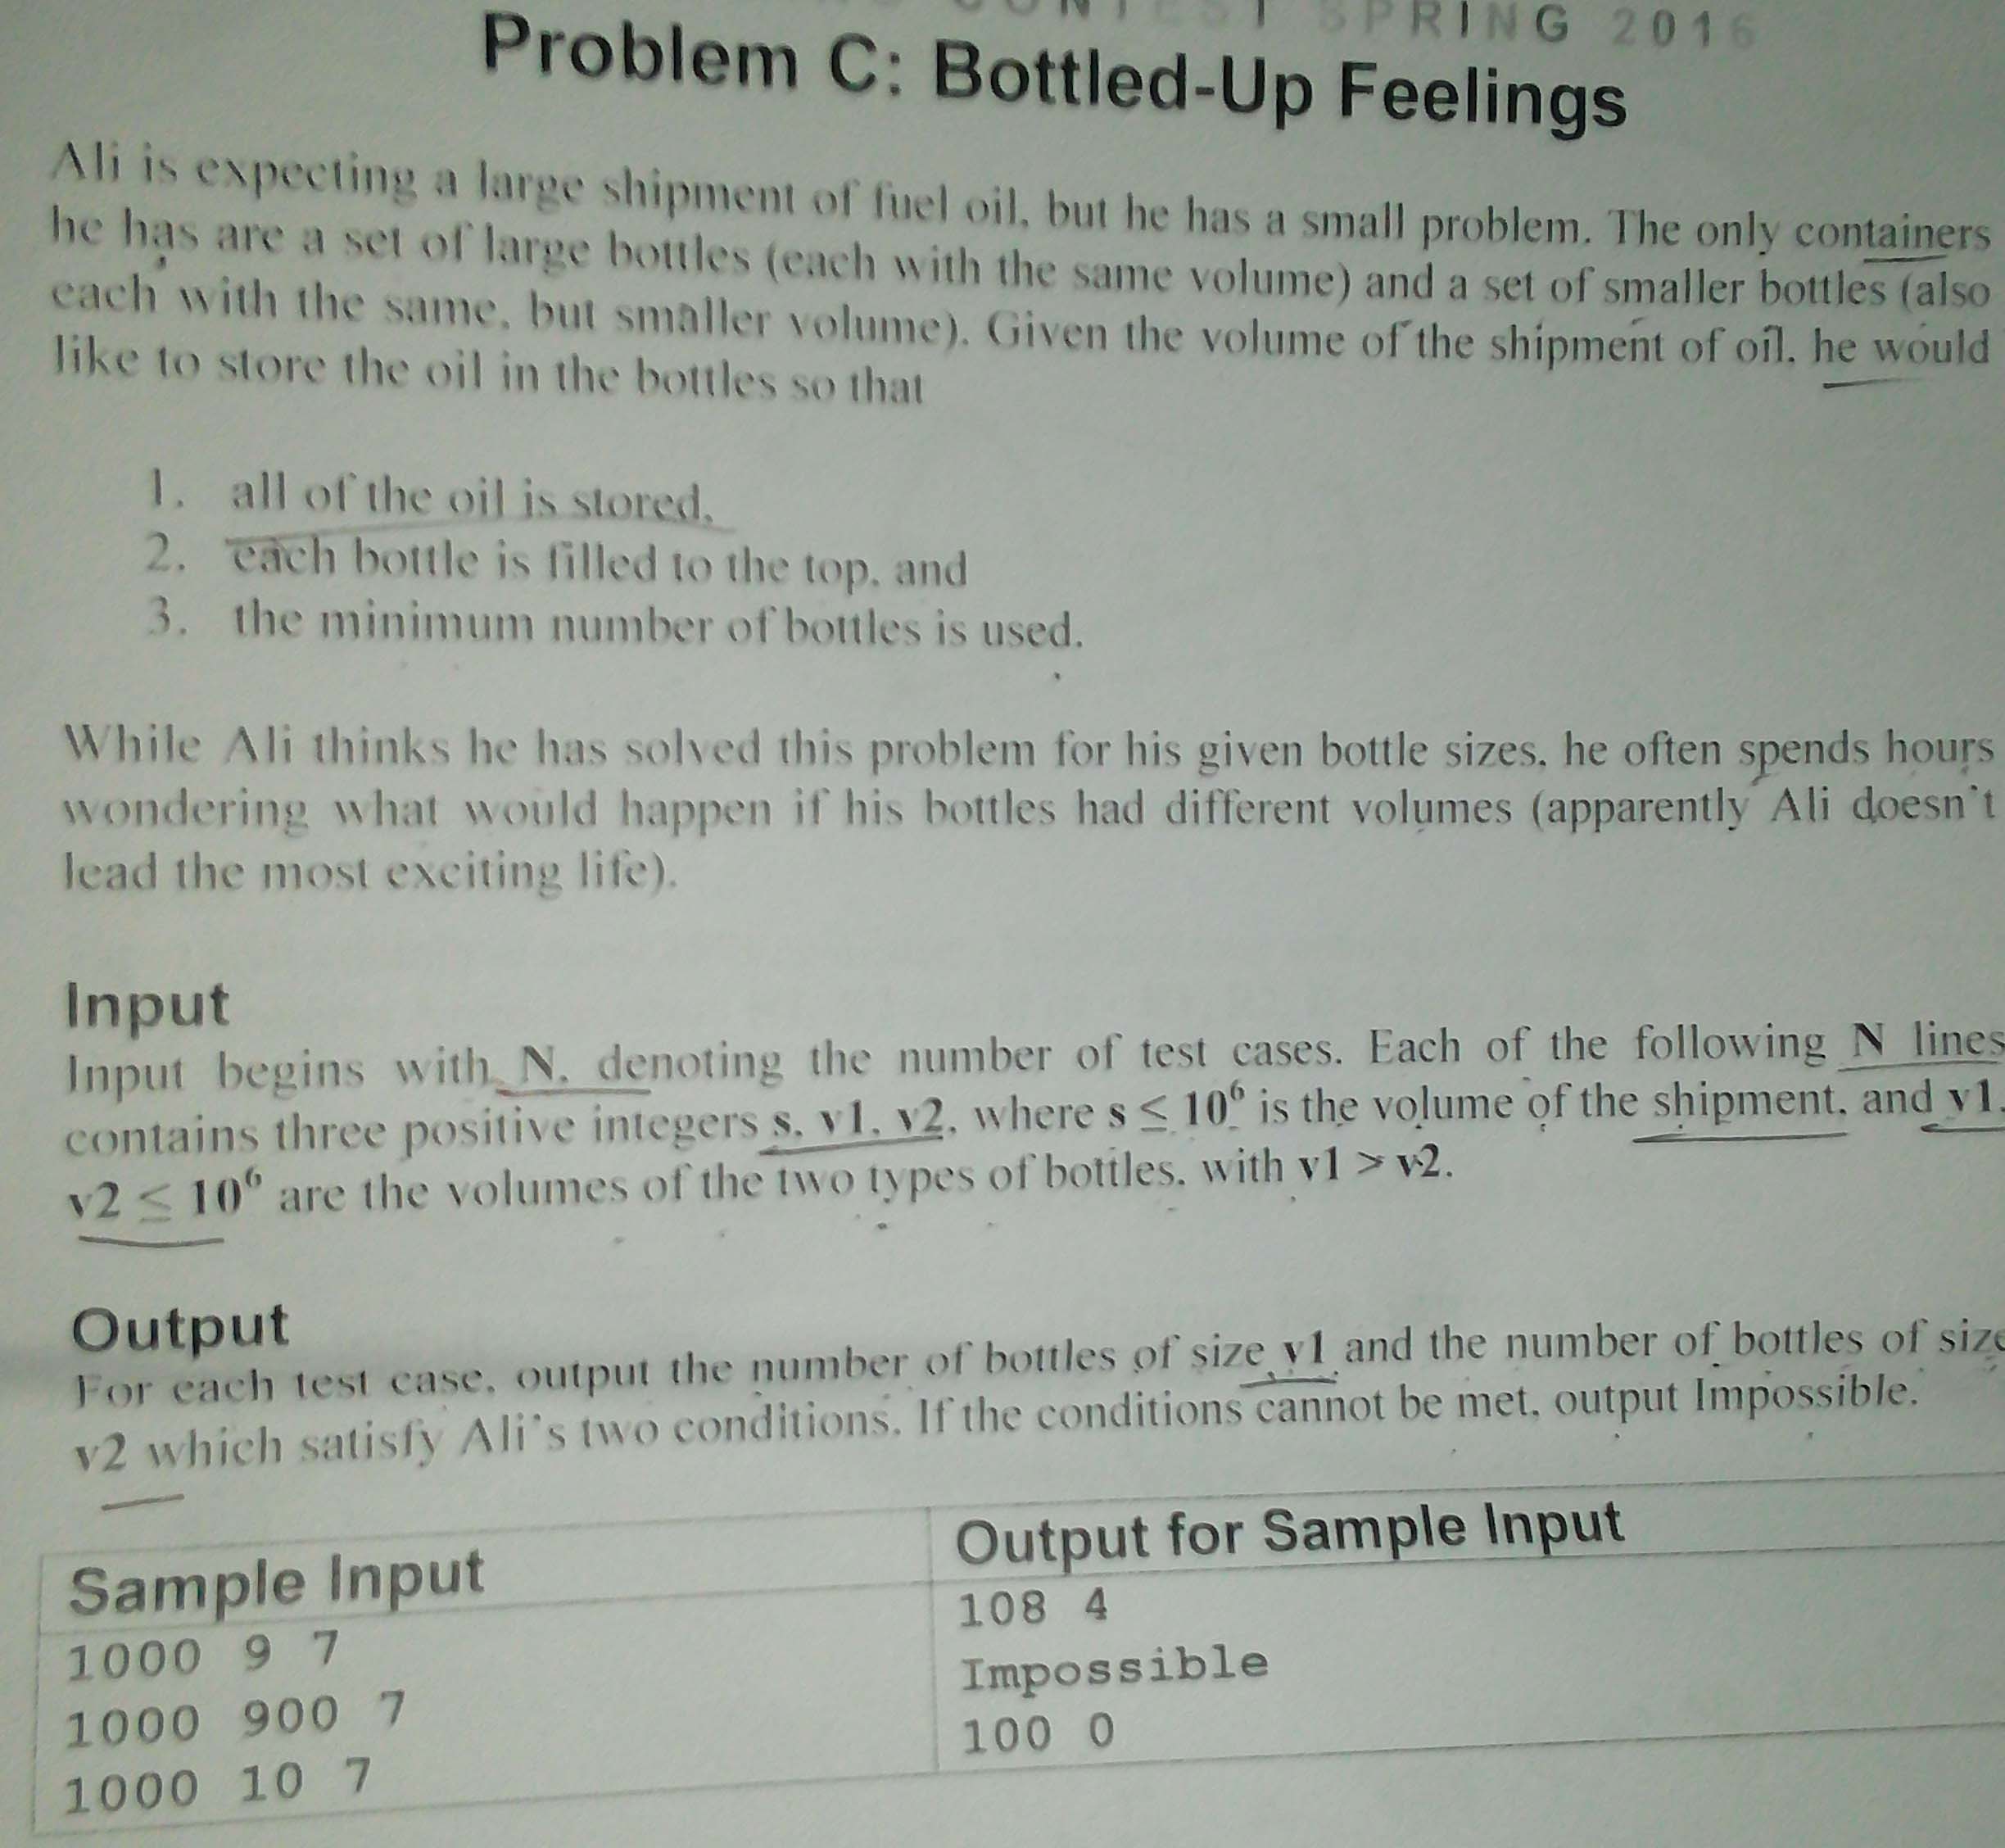 SPRING 2016
Problem C: Bottled-Up Feelings
Ali is expecting a large shipment of fuel oil, but he has a small problem. The only containers
he has are a set of large bottles (each with the same volume) and a set of smaller bottles (also
each with the same, but smaller volume). Given the volume of the shipment of oil, he would
like to store the oil in the bottles so that
1. all of the oil is stored,
2. each bottle is filled to the top, and
3. the minimum number of bottles is used.
While Ali thinks he has solved this problem for his given bottle sizes, he often spends hours
wondering what would happen if his bottles had different volumes (apparently Ali doesn't
lead the most exciting life).
Input
Input begins with N, denoting the number of test cases. Each of the following N lines
contains three positive integers s, v1, v2, where s ≤ 10⁶ is the volume of the shipment, and v1,
v2 ≤ 10⁶ are the volumes of the two types of bottles, with v1 > v2.
Output
For each test case, output the number of bottles of size v1 and the number of bottles of size
v2 which satisfy Ali's two conditions. If the conditions cannot be met, output Impossible.
Sample Input
Output for Sample Input
1000 9 7
108 4
1000 900 7
Impossible
1000 10 7
100 0